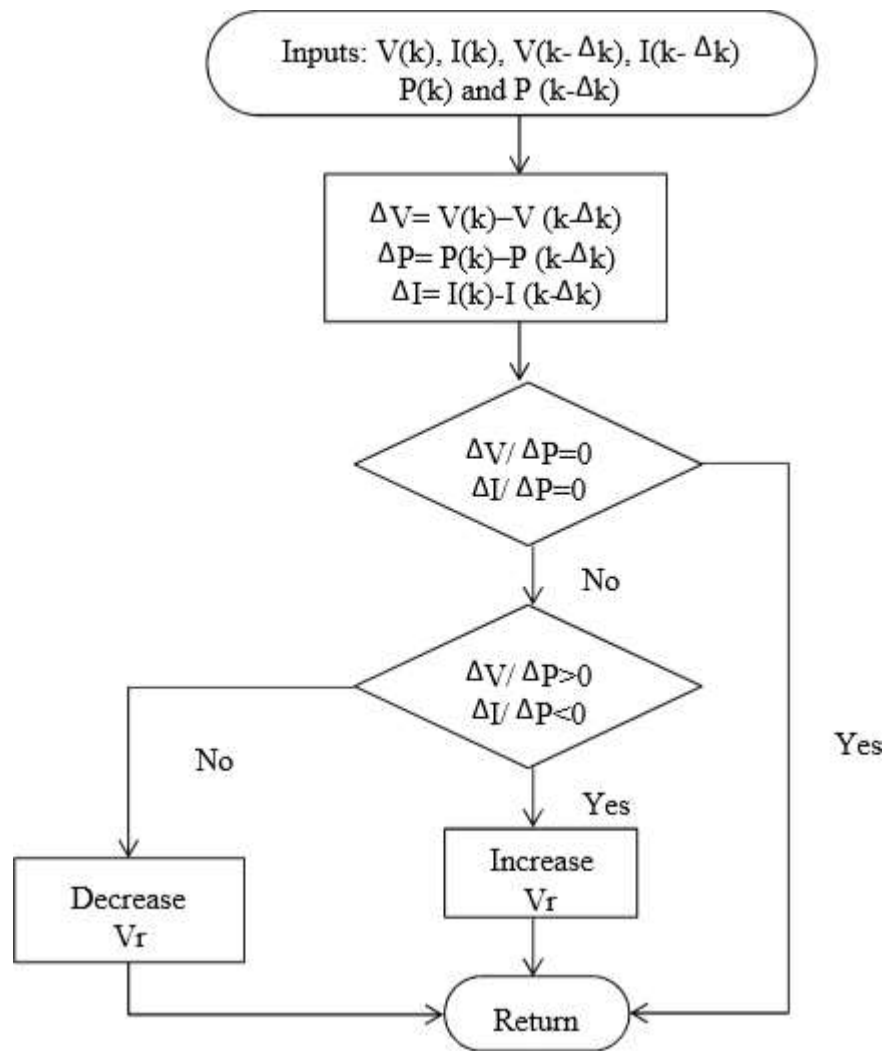 Inputs: V(k), I(k), V(k- Δk), I(k- Δk)
P(k) and P (k-Δk)
ΔV= V(k)–V (k-Δk)
ΔP= P(k)–P (k-Δk)
ΔI= I(k)-I (k-Δk)
ΔV/ ΔP=0
ΔI/ ΔP=0
No
ΔV/ ΔP>0
ΔI/ ΔP<0
Yes
No
Yes
Increase
Vr
Decrease
Vr
Return